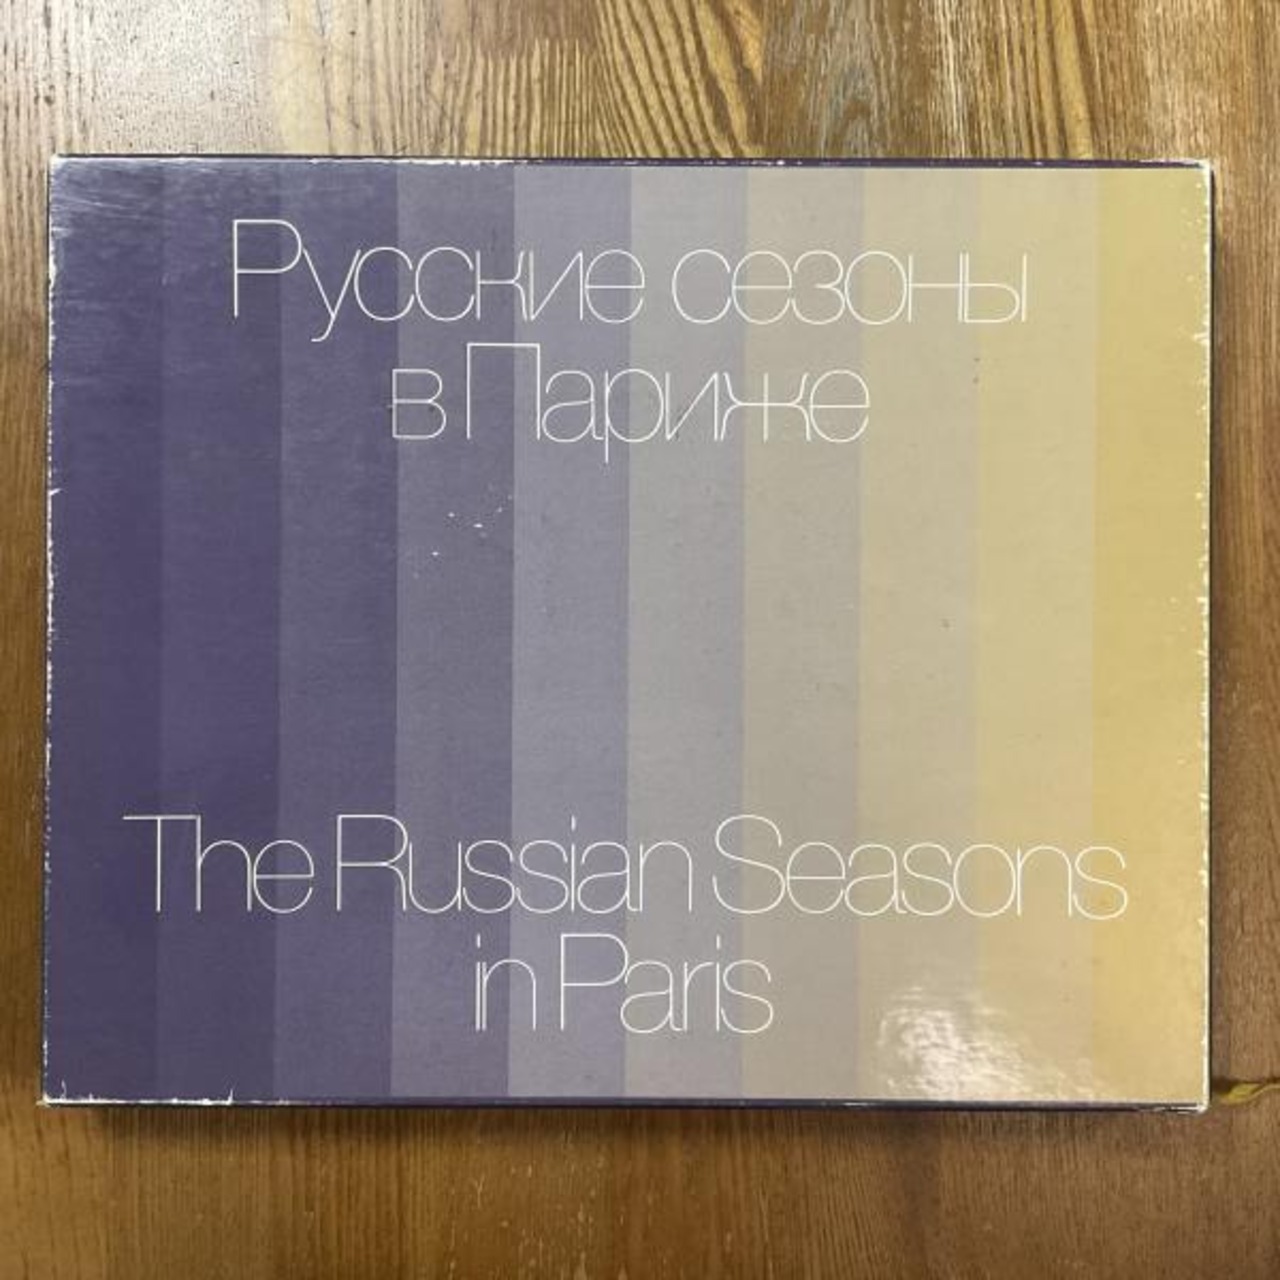 Русские сезоны
в Париже
The Russian Seasons
in Paris